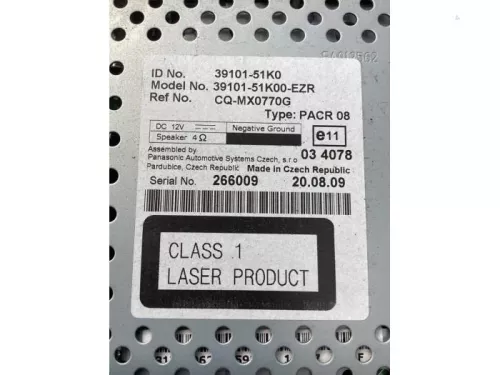 ID No. 39101-51K0
Model No. 39101-51K00-EZR
Ref No. CQ-MX0770G
Type: PACR 08
DC 12V Negative Ground
Speaker 4Ω
e11
Assembled by
03 4078
Panasonic Automotive Systems Czech, s.r.o
Pardubice, Czech Republic Made in Czech Republic
Serial No. 266009 20.08.09
CLASS 1
LASER PRODUCT